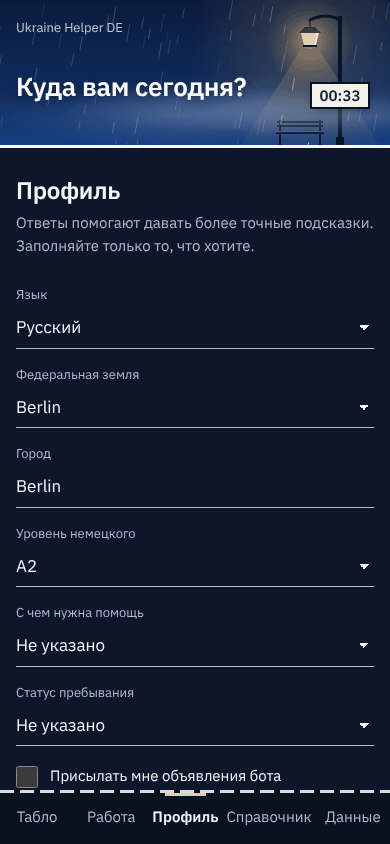 Ukraine Helper DE
Куда вам сегодня?
00:33
Профиль
Ответы помогают давать более точные подсказки.
Заполняйте только то, что хотите.
Язык
Русский
Федеральная земля
Berlin
Город
Berlin
Уровень немецкого
A2
С чем нужна помощь
Не указано
Статус пребывания
Не указано
Присылать мне объявления бота
Табло Работа Профиль Справочник Данные